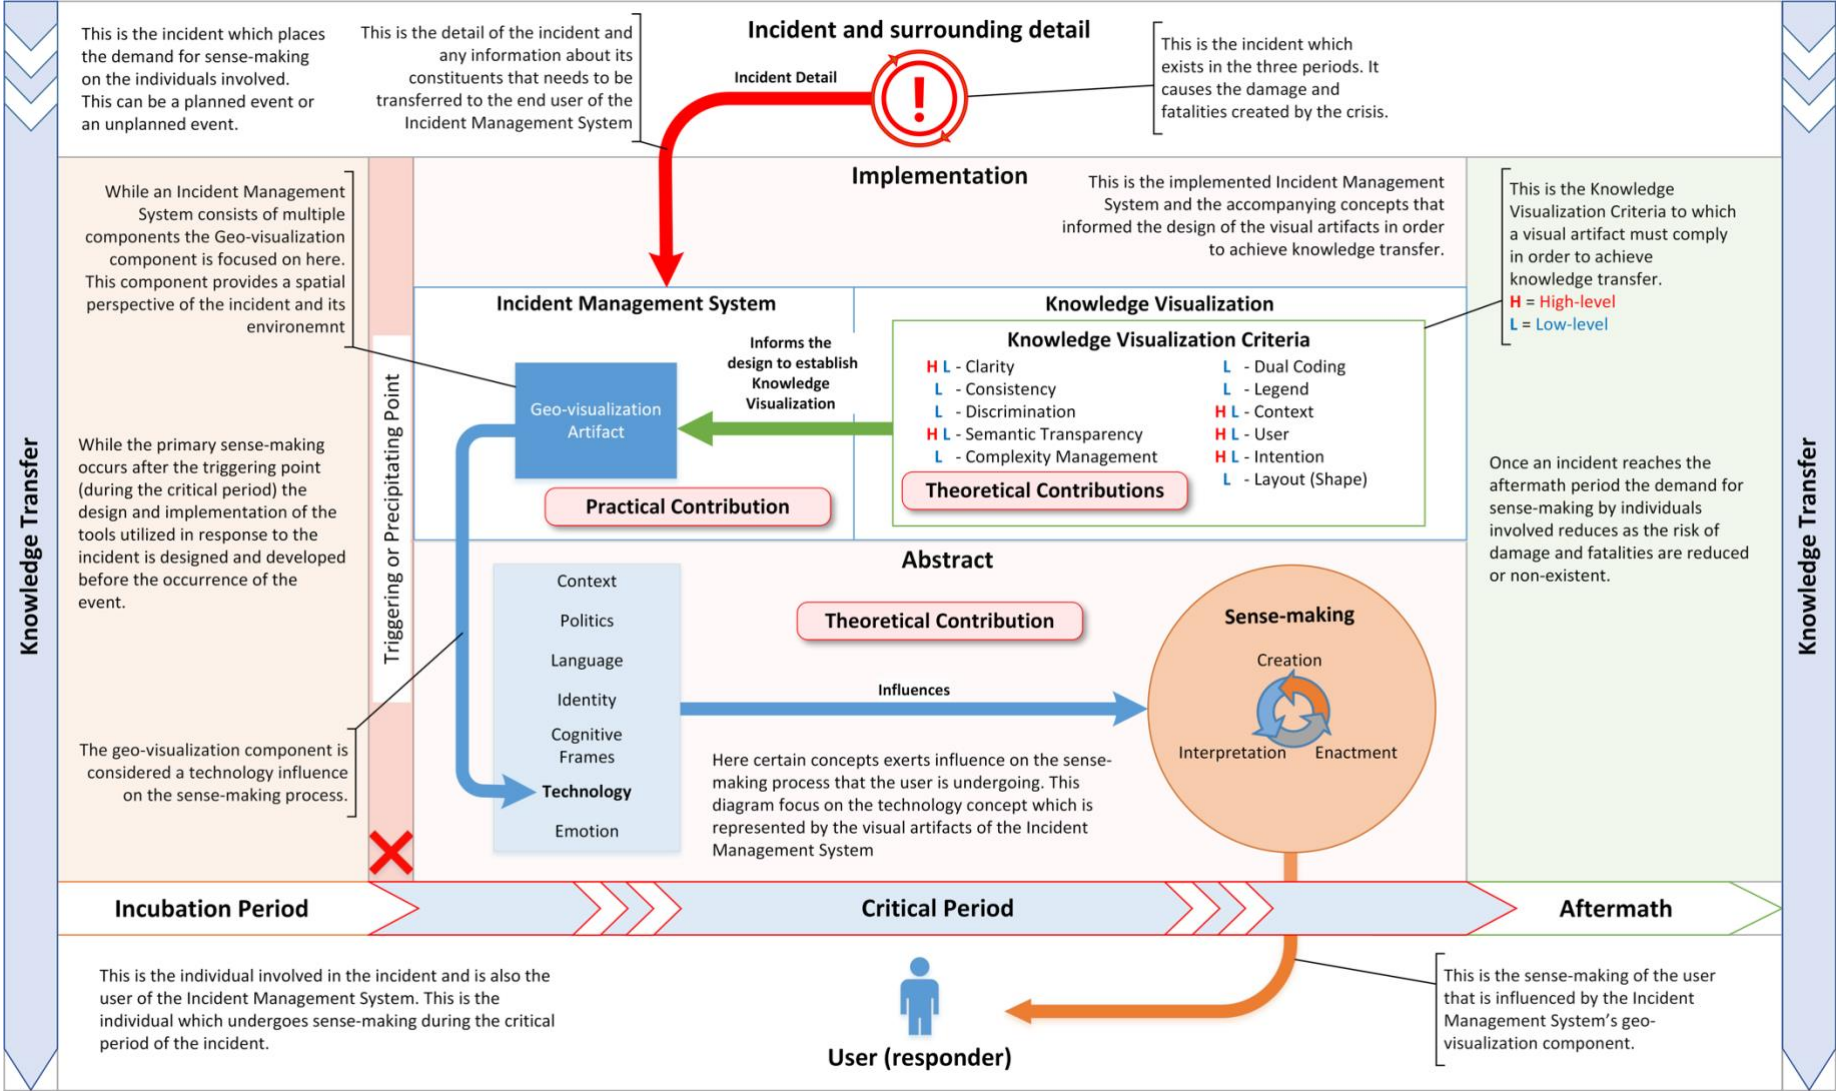 This is the incident which places
the demand for sense-making
on the individuals involved.
This can be a planned event or
an unplanned event.
This is the detail of the incident and
any information about its
constituents that needs to be
transferred to the end user of the
Incident Management System
Incident and surrounding detail
Incident Detail
!
This is the incident which
exists in the three periods. It
causes the damage and
fatalities created by the crisis.
Knowledge Transfer
While an Incident Management
System consists of multiple
components the Geo-visualization
component is focused on here.
This component provides a spatial
perspective of the incident and its
environemnt
While the primary sense-making
occurs after the triggering point
(during the critical period) the
design and implementation of the
tools utilized in response to the
incident is designed and developed
before the occurrence of the
event.
The geo-visualization component is
considered a technology influence
on the sense-making process.
Triggering or Precipitating Point
Implementation
This is the implemented Incident Management
System and the accompanying concepts that
informed the design of the visual artifacts in order
to achieve knowledge transfer.
Incident Management System
Geo-visualization
Artifact
Informs the
design to establish
Knowledge
Visualization
Practical Contribution
Knowledge Visualization
Knowledge Visualization Criteria
H L - Clarity
L - Consistency
L - Discrimination
H L - Semantic Transparency
L - Complexity Management
L - Dual Coding
L - Legend
H L - Context
H L - User
H L - Intention
L - Layout (Shape)
Theoretical Contributions
This is the Knowledge
Visualization Criteria to which
a visual artifact must comply
in order to achieve
knowledge transfer.
H = High-level
L = Low-level
Once an incident reaches the
aftermath period the demand for
sense-making by individuals
involved reduces as the risk of
damage and fatalities are reduced
or non-existent.
Knowledge Transfer
Abstract
Theoretical Contribution
Context
Politics
Language
Identity
Cognitive
Frames
Technology
Emotion
Influences
Here certain concepts exerts influence on the sense-
making process that the user is undergoing. This
diagram focus on the technology concept which is
represented by the visual artifacts of the Incident
Management System
Sense-making
Creation
Interpretation
Enactment
Incubation Period
Critical Period
Aftermath
This is the individual involved in the incident and is also the
user of the Incident Management System. This is the
individual which undergoes sense-making during the critical
period of the incident.
User (responder)
This is the sense-making of the user
that is influenced by the Incident
Management System's geo-
visualization component.